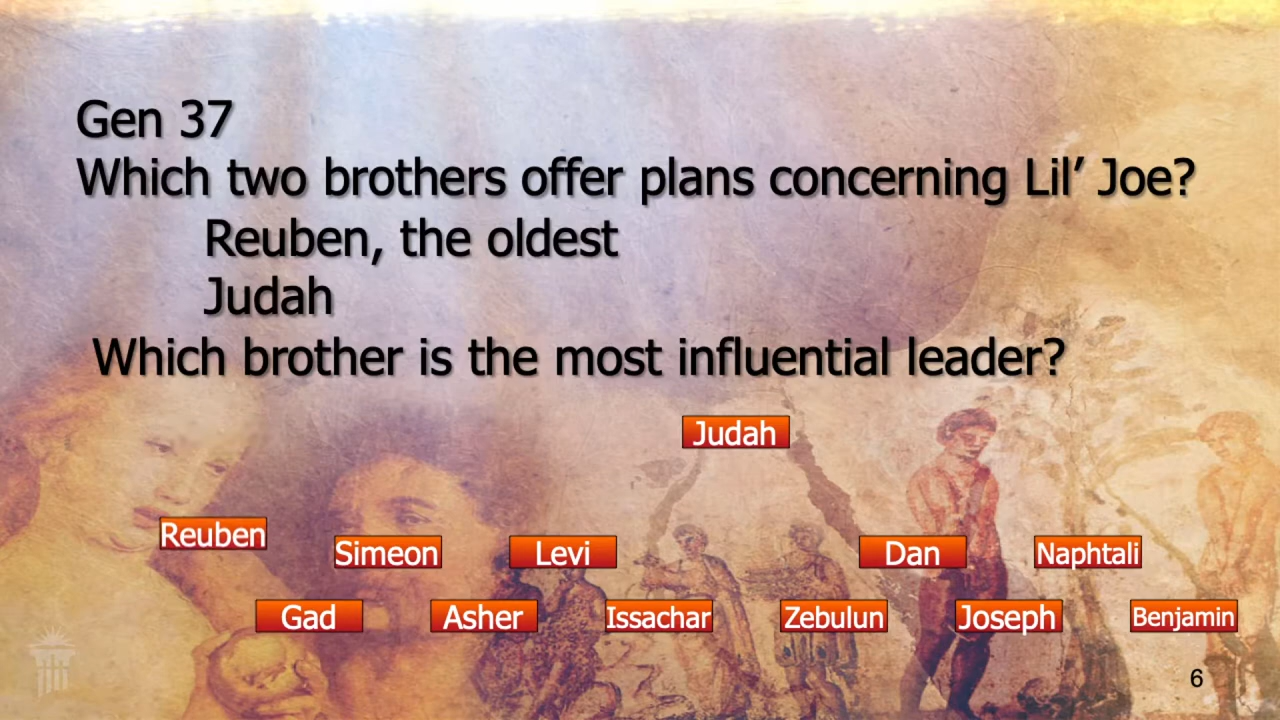 Gen 37
Which two brothers offer plans concerning Lil’ Joe?
Reuben, the oldest
Judah
Which brother is the most influential leader?
Judah
Reuben
Simeon
Levi
Dan
Naphtali
Gad
Asher
Issachar
Zebulun
Joseph
Benjamin
6